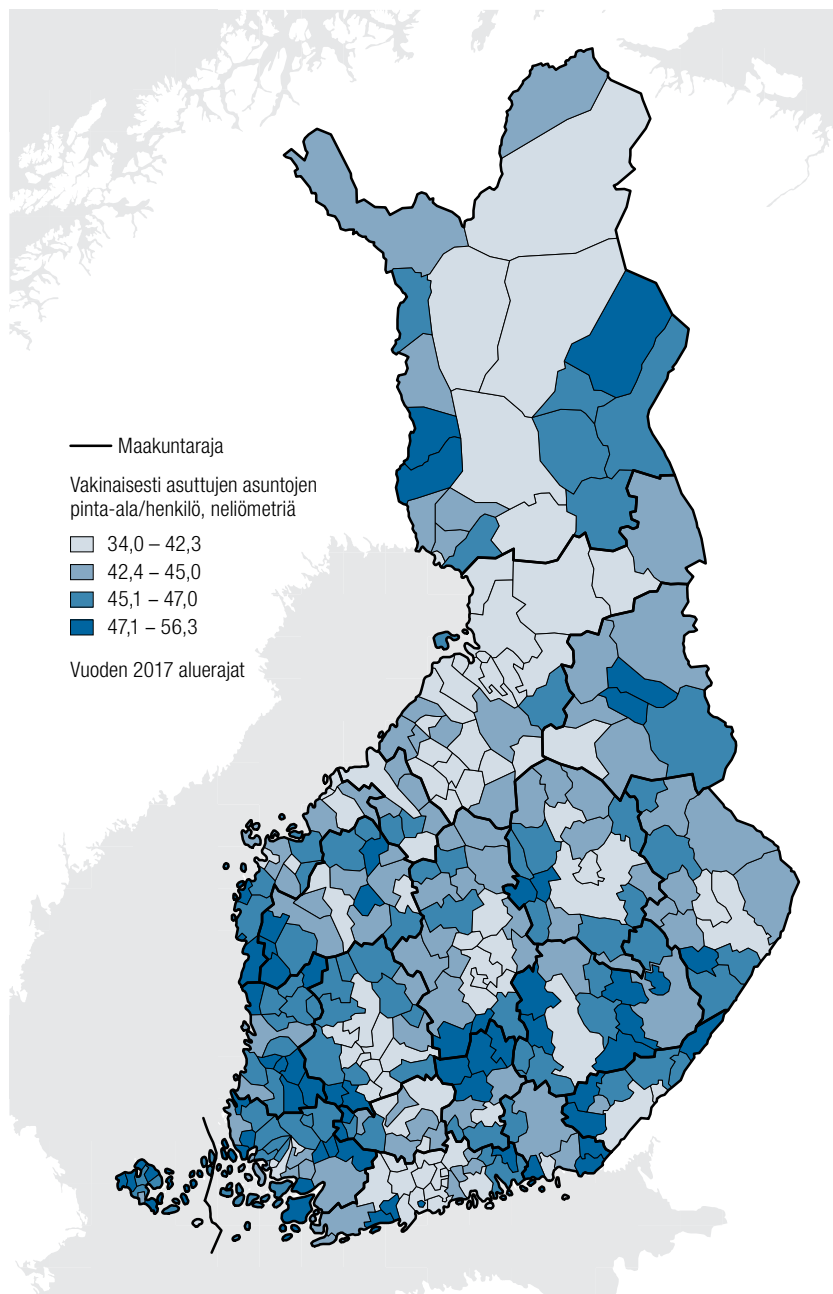 Maakuntaraja
Vakinaisesti asuttujen asuntojen
pinta-ala/henkilö, neliömetriä
34,0 – 42,3
42,4 – 45,0
45,1 – 47,0
47,1 – 56,3
Vuoden 2017 aluerajat